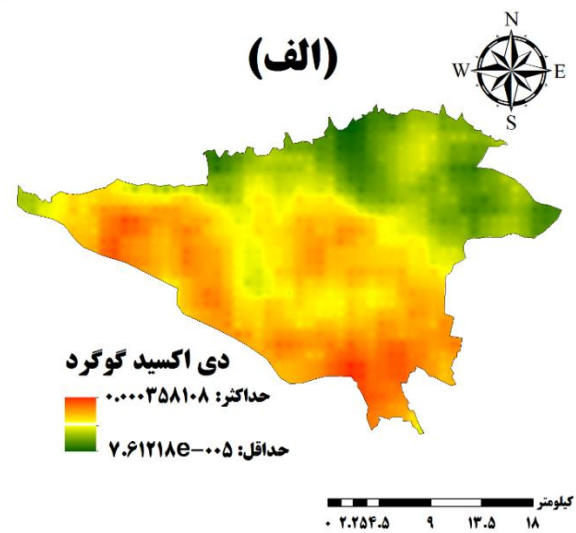 (الف)
N
W E
S
دی اکسید گوگرد
حداکثر: ۰.۰۰۰۳۵۸۱۰۸
حداقل: ۷.۶۱۲۱۸e-۰۰۵
کیلومتر
۰ ۲.۲۵۴.۵ ۹ ۱۳.۵ ۱۸